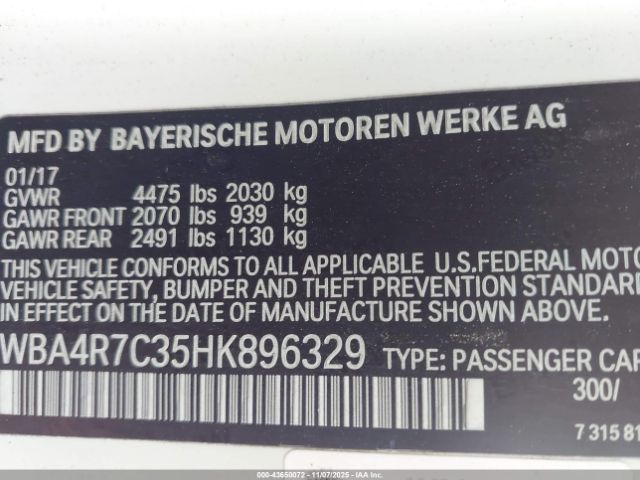 MFD BY BAYERISCHE MOTOREN WERKE AG
01/17
GVWR 4475 lbs 2030 kg
GAWR FRONT 2070 lbs 939 kg
GAWR REAR 2491 lbs 1130 kg
THIS VEHICLE CONFORMS TO ALL APPLICABLE U.S.FEDERAL MOTO
VEHICLE SAFETY, BUMPER AND THEFT PREVENTION STANDARD
IN EFFECT ON THE DATE OF MANUFACTURE SHOWN ABOVE.
WBA4R7C35HK896329 TYPE: PASSENGER CAR
300/
7 315 81
000-43650072 - 11/07/2025 - IAAI.COM